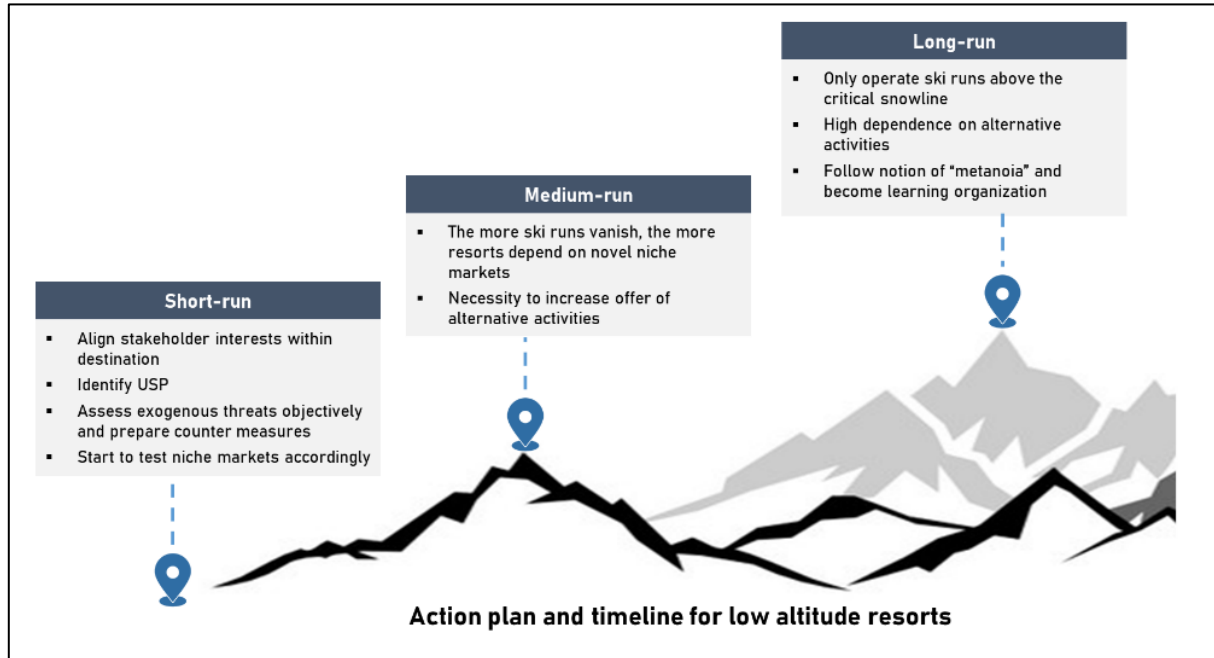 Long-run
▪ Only operate ski runs above the
critical snowline
▪ High dependence on alternative
activities
▪ Follow notion of “metanoia” and
become learning organization
Medium-run
▪ The more ski runs vanish, the more
resorts depend on novel niche
markets
▪ Necessity to increase offer of
alternative activities
Short-run
▪ Align stakeholder interests within
destination
▪ Identify USP
▪ Assess exogenous threats objectively
and prepare counter measures
▪ Start to test niche markets accordingly
Action plan and timeline for low altitude resorts